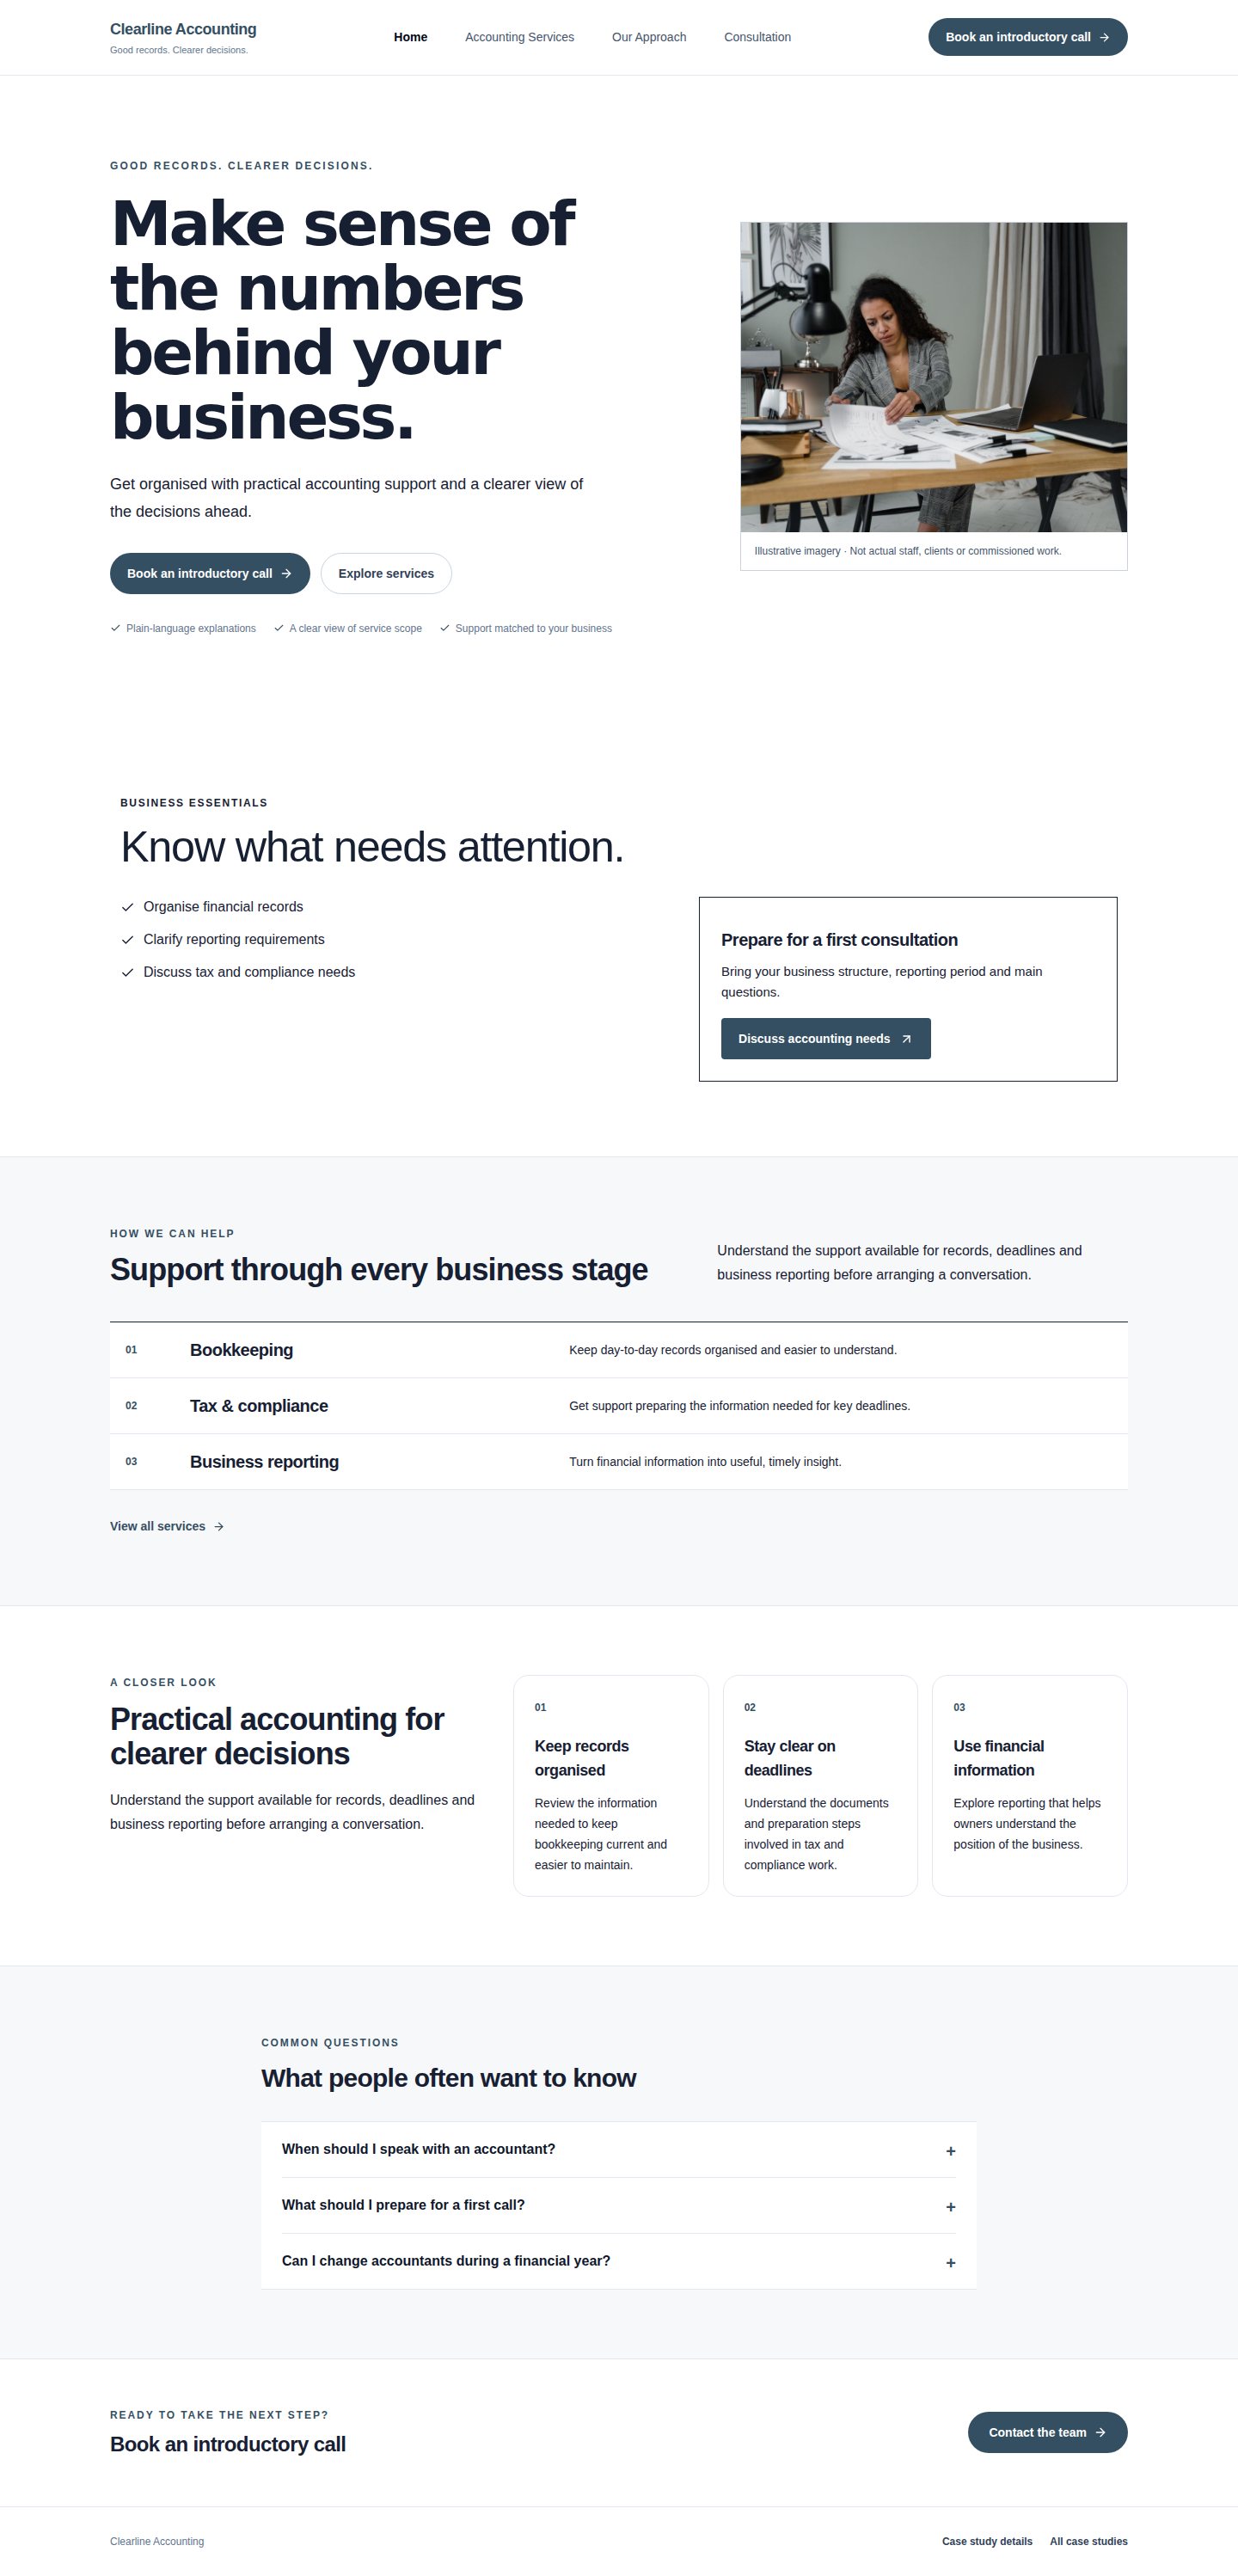 Clearline Accounting
Good records. Clearer decisions.
Home
Accounting Services
Our Approach
Consultation
Book an introductory call
GOOD RECORDS. CLEARER DECISIONS.
Make sense of
the numbers
behind your
business.
Get organised with practical accounting support and a clearer view of
the decisions ahead.
Book an introductory call
Explore services
Plain-language explanations
A clear view of service scope
Support matched to your business
Illustrative imagery · Not actual staff, clients or commissioned work.
BUSINESS ESSENTIALS
Know what needs attention.
Organise financial records
Clarify reporting requirements
Discuss tax and compliance needs
Prepare for a first consultation
Bring your business structure, reporting period and main
questions.
Discuss accounting needs
HOW WE CAN HELP
Support through every business stage
Understand the support available for records, deadlines and
business reporting before arranging a conversation.
01
Bookkeeping
Keep day-to-day records organised and easier to understand.
02
Tax & compliance
Get support preparing the information needed for key deadlines.
03
Business reporting
Turn financial information into useful, timely insight.
View all services
A CLOSER LOOK
Practical accounting for
clearer decisions
Understand the support available for records, deadlines and
business reporting before arranging a conversation.
01
Keep records
organised
Review the information
needed to keep
bookkeeping current and
easier to maintain.
02
Stay clear on
deadlines
Understand the documents
and preparation steps
involved in tax and
compliance work.
03
Use financial
information
Explore reporting that helps
owners understand the
position of the business.
COMMON QUESTIONS
What people often want to know
When should I speak with an accountant?
+
What should I prepare for a first call?
+
Can I change accountants during a financial year?
+
READY TO TAKE THE NEXT STEP?
Book an introductory call
Contact the team
Clearline Accounting
Case study details
All case studies